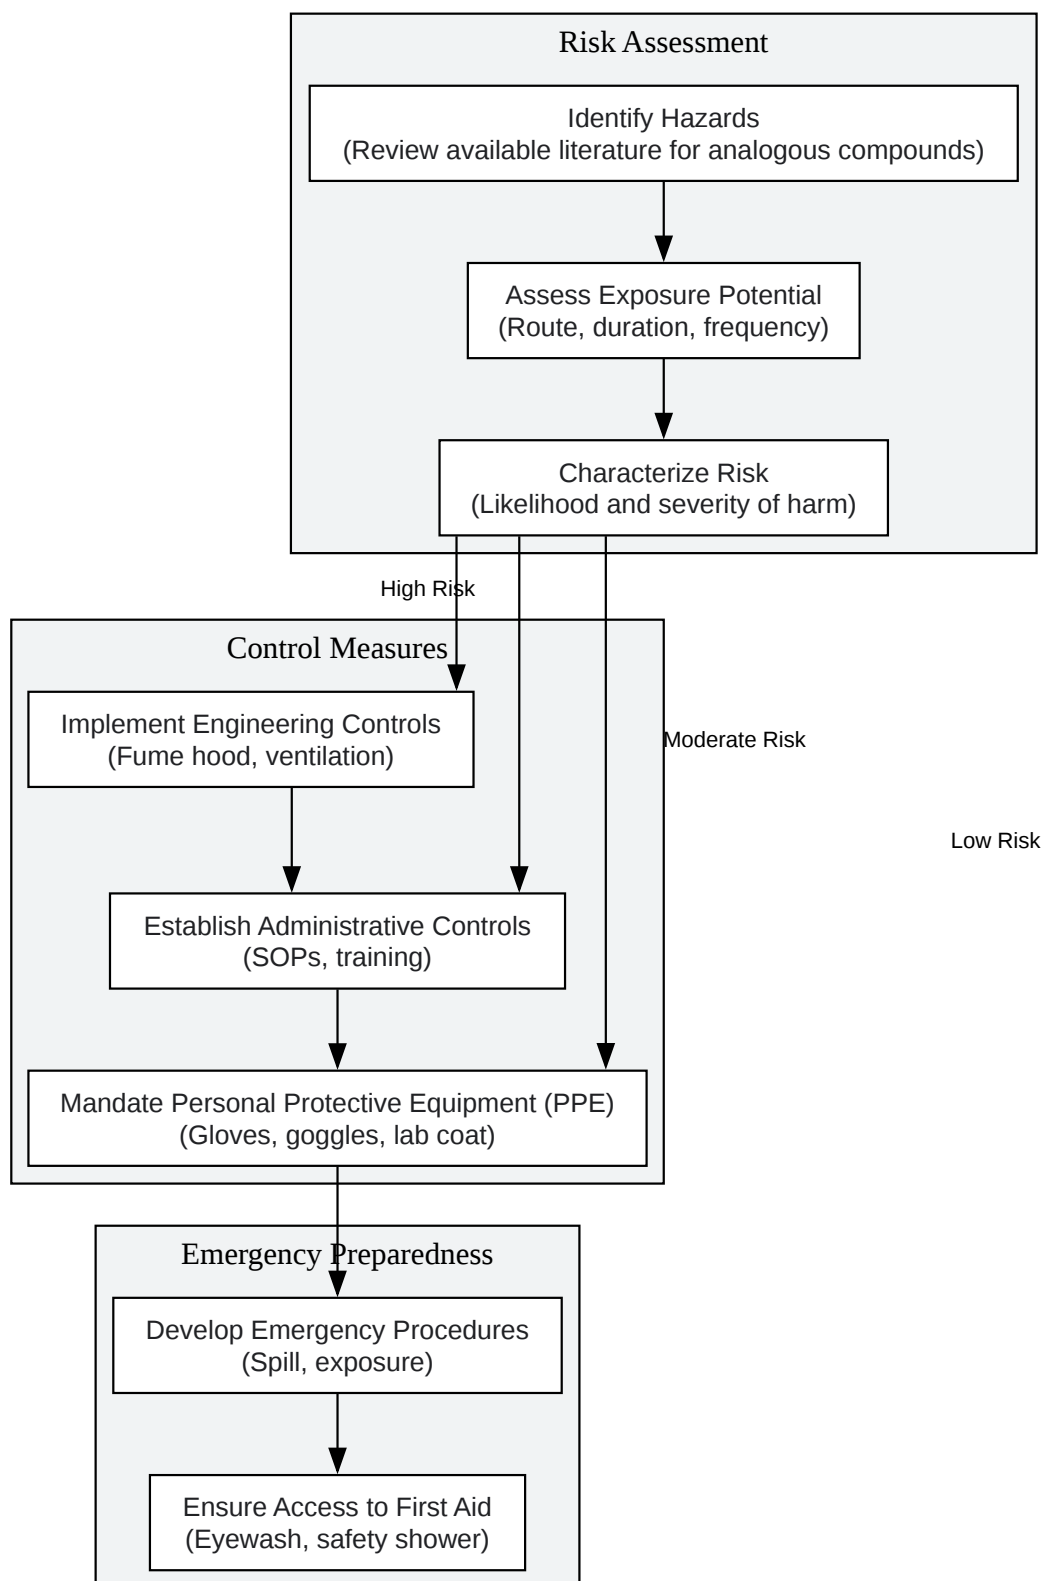 Risk Assessment
Identify Hazards
(Review available literature for analogous compounds)
Assess Exposure Potential
(Route, duration, frequency)
Characterize Risk
(Likelihood and severity of harm)
High Risk
Control Measures
Implement Engineering Controls
(Fume hood, ventilation)
Moderate Risk
Low Risk
Establish Administrative Controls
(SOPs, training)
Mandate Personal Protective Equipment (PPE)
(Gloves, goggles, lab coat)
Emergency Preparedness
Develop Emergency Procedures
(Spill, exposure)
Ensure Access to First Aid
(Eyewash, safety shower)